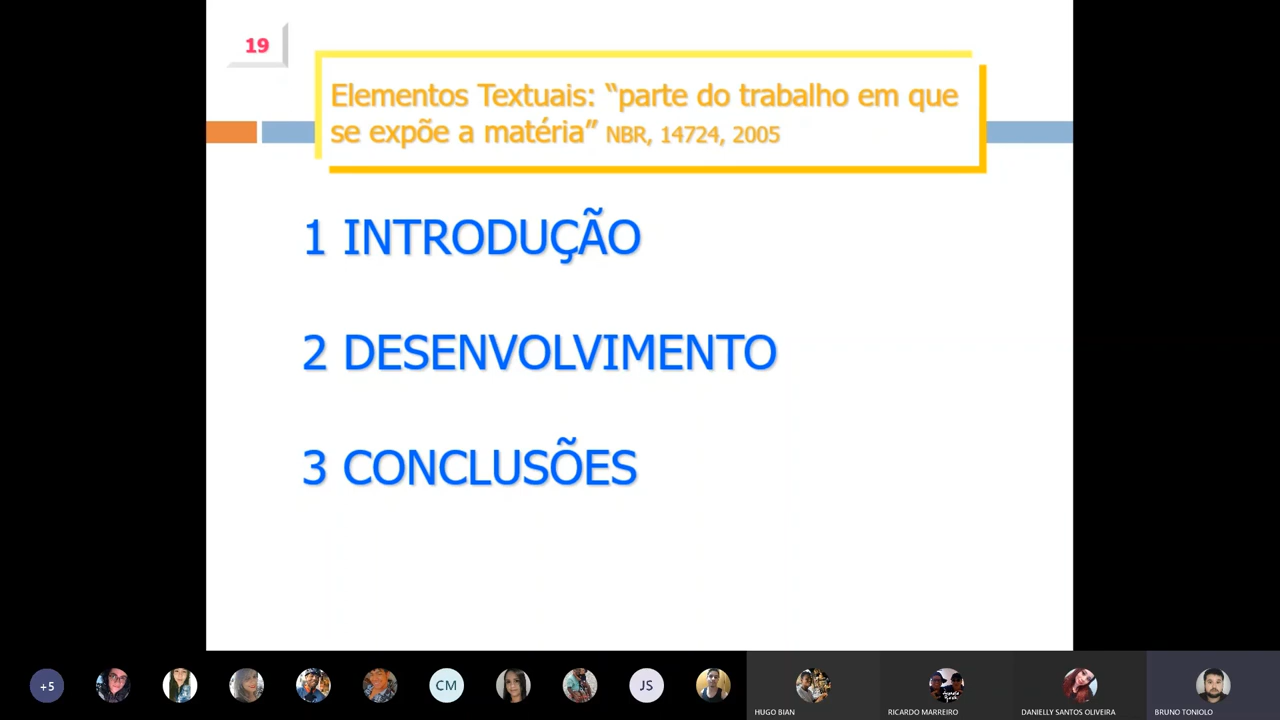 19
Elementos Textuais: “parte do trabalho em que
se expõe a matéria” NBR, 14724, 2005
1 INTRODUÇÃO
2 DESENVOLVIMENTO
3 CONCLUSÕES
+5
CM
JS
HUGO BIAN
RICARDO MARREIRO
DANIELLY SANTOS OLIVEIRA
BRUNO TONIOLO